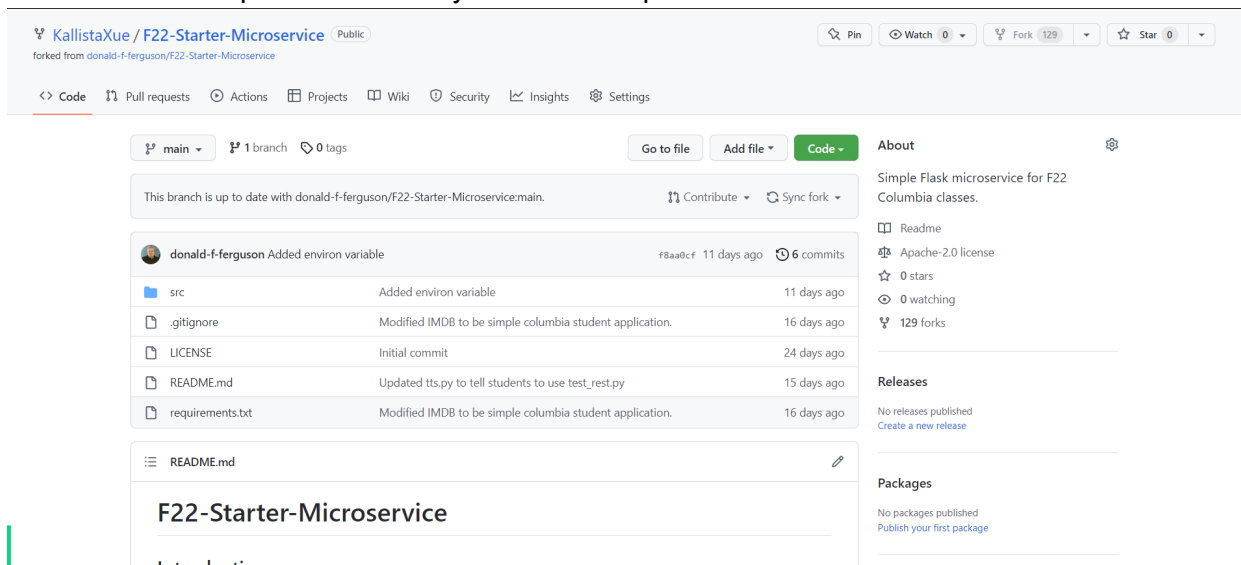 KallistaXue / F22-Starter-Microservice Public
Pin Watch 0 Fork 129 Star 0
forked from donald-f-ferguson/F22-Starter-Microservice
<> Code Pull requests Actions Projects Wiki Security Insights Settings
main 1 branch 0 tags Go to file Add file Code
This branch is up to date with donald-f-ferguson/F22-Starter-Microservice:main. Contribute Sync fork
donald-f-ferguson Added environ variable f8aa0cf 11 days ago 6 commits
src Added environ variable 11 days ago
.gitignore Modified IMDB to be simple columbia student application. 16 days ago
LICENSE Initial commit 24 days ago
README.md Updated tts.py to tell students to use test_rest.py 15 days ago
requirements.txt Modified IMDB to be simple columbia student application. 16 days ago
README.md
F22-Starter-Microservice
About
Simple Flask microservice for F22
Columbia classes.
Readme
Apache-2.0 license
0 stars
0 watching
129 forks
Releases
No releases published
Create a new release
Packages
No packages published
Publish your first package